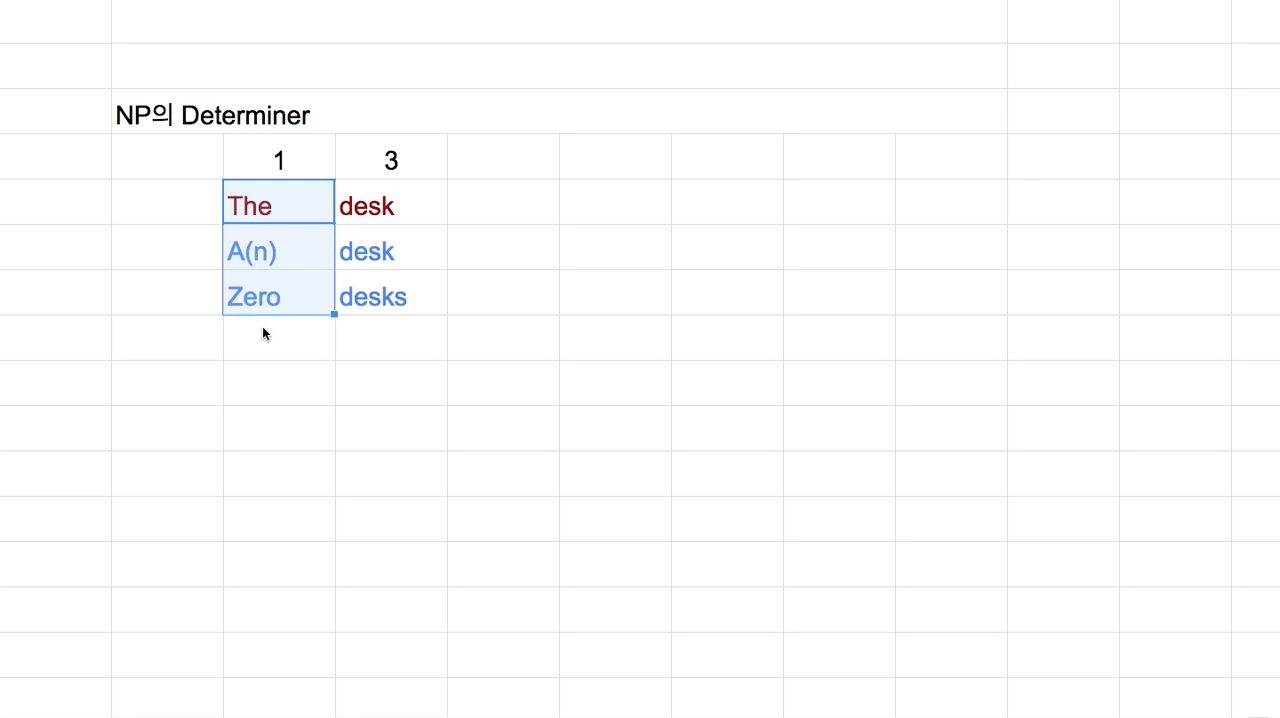 NP의 Determiner
1 3
The desk
A(n) desk
Zero desks